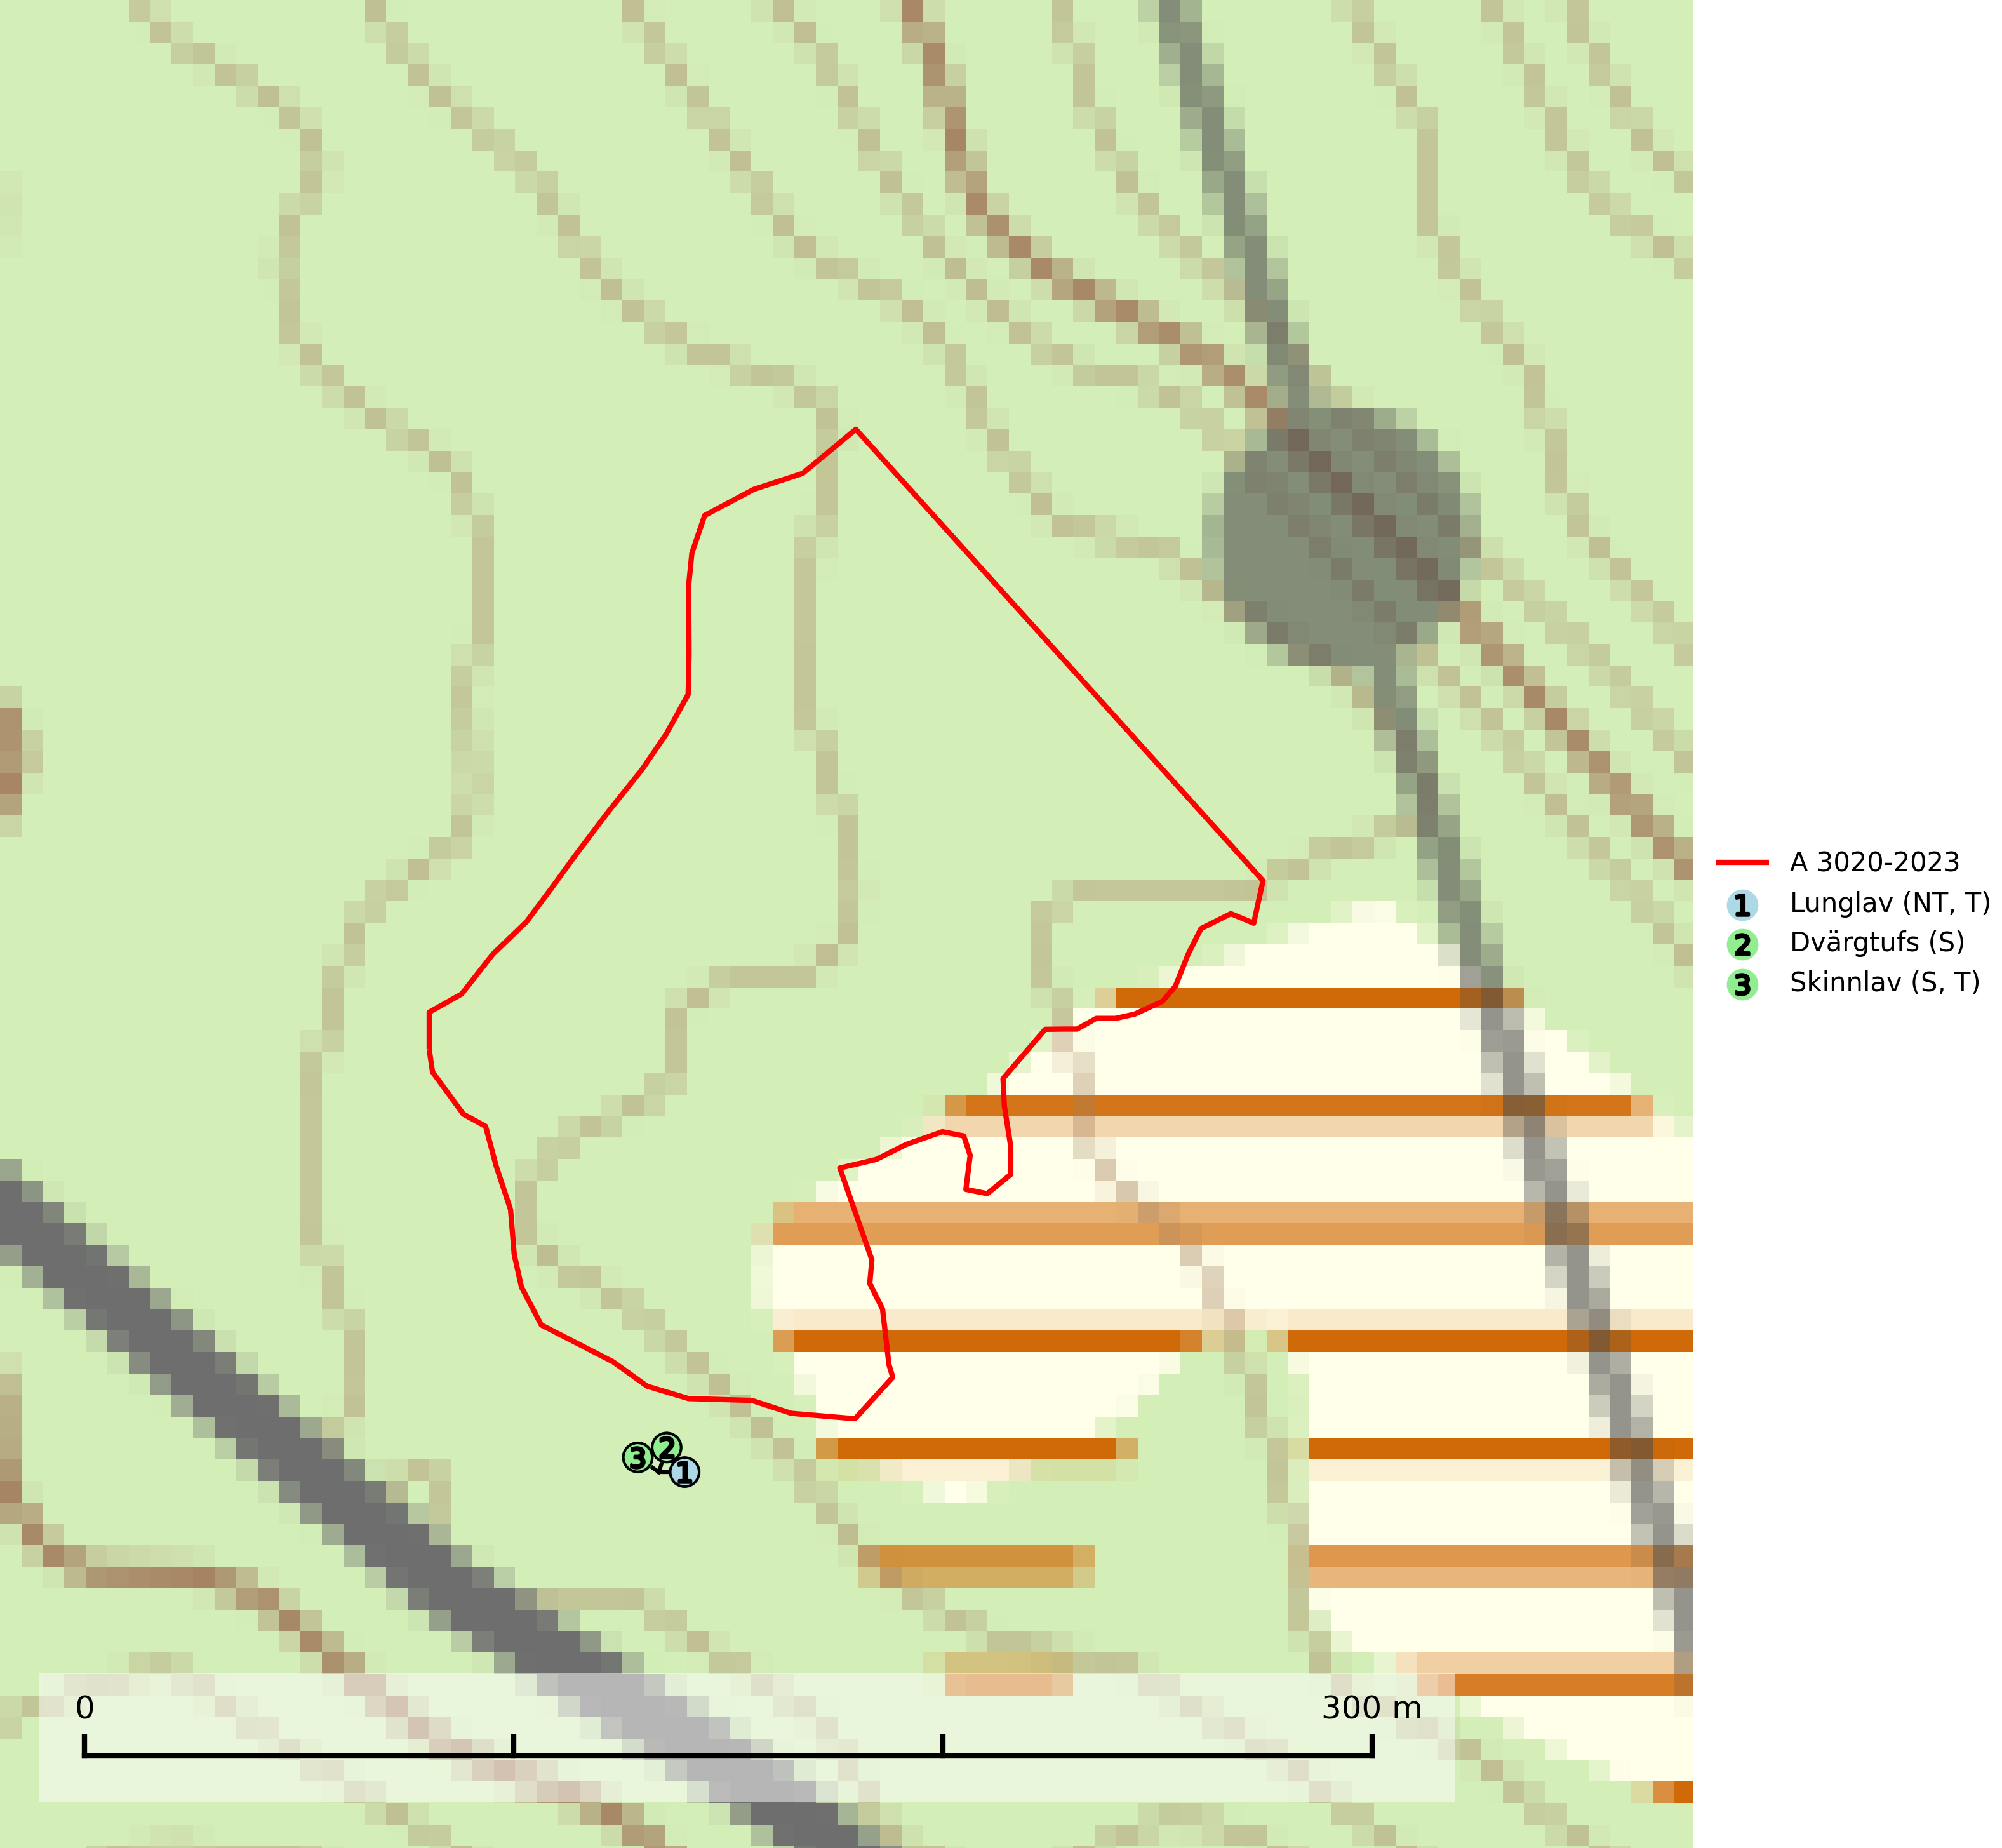 A 3020-2023
1 Lunglav (NT, T)
2 Dvärgtufs (S)
3 Skinnlav (S, T)
3 2
1
0 300 m